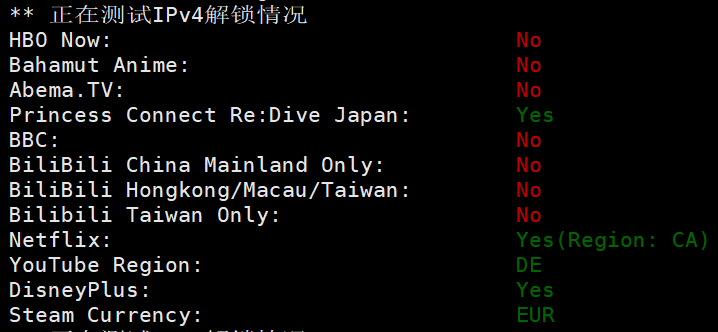 ** 正在测试IPv4解锁情况
HBO Now: No
Bahamut Anime: No
Abema.TV: No
Princess Connect Re:Dive Japan: Yes
BBC: No
BiliBili China Mainland Only: No
BiliBili Hongkong/Macau/Taiwan: No
Bilibili Taiwan Only: No
Netflix: Yes(Region: CA)
YouTube Region: DE
DisneyPlus: Yes
Steam Currency: EUR